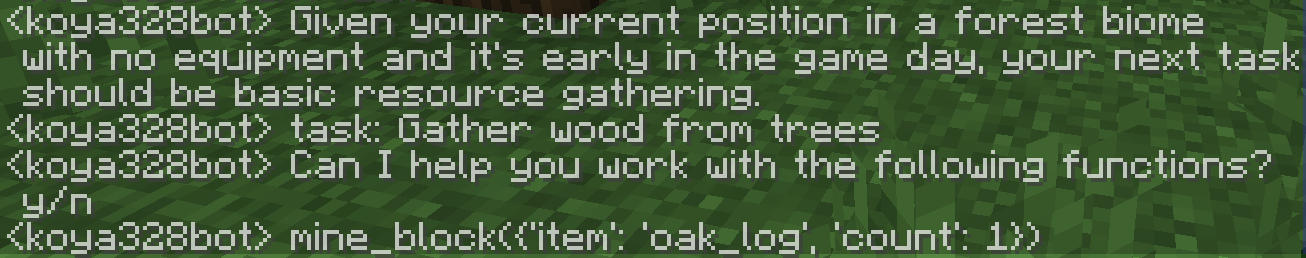 <koya328bot> Given your current position in a forest biome
with no equipment and it's early in the game day, your next task
should be basic resource gathering.
<koya328bot> task: Gather wood from trees
<koya328bot> Can I help you work with the following functions?
y/n
<koya328bot> mine_block({'item': 'oak_log', 'count': 1})